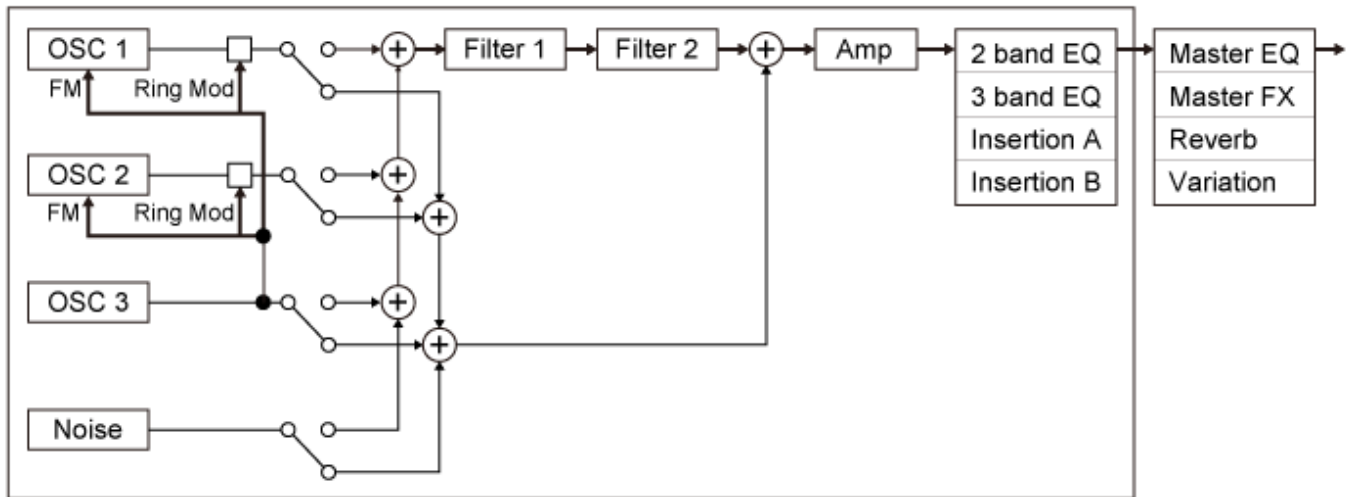 OSC 1
FM
Ring Mod
Filter 1
Filter 2
Amp
2 band EQ
3 band EQ
Insertion A
Insertion B
Master EQ
Master FX
Reverb
Variation
OSC 2
FM
Ring Mod
OSC 3
Noise